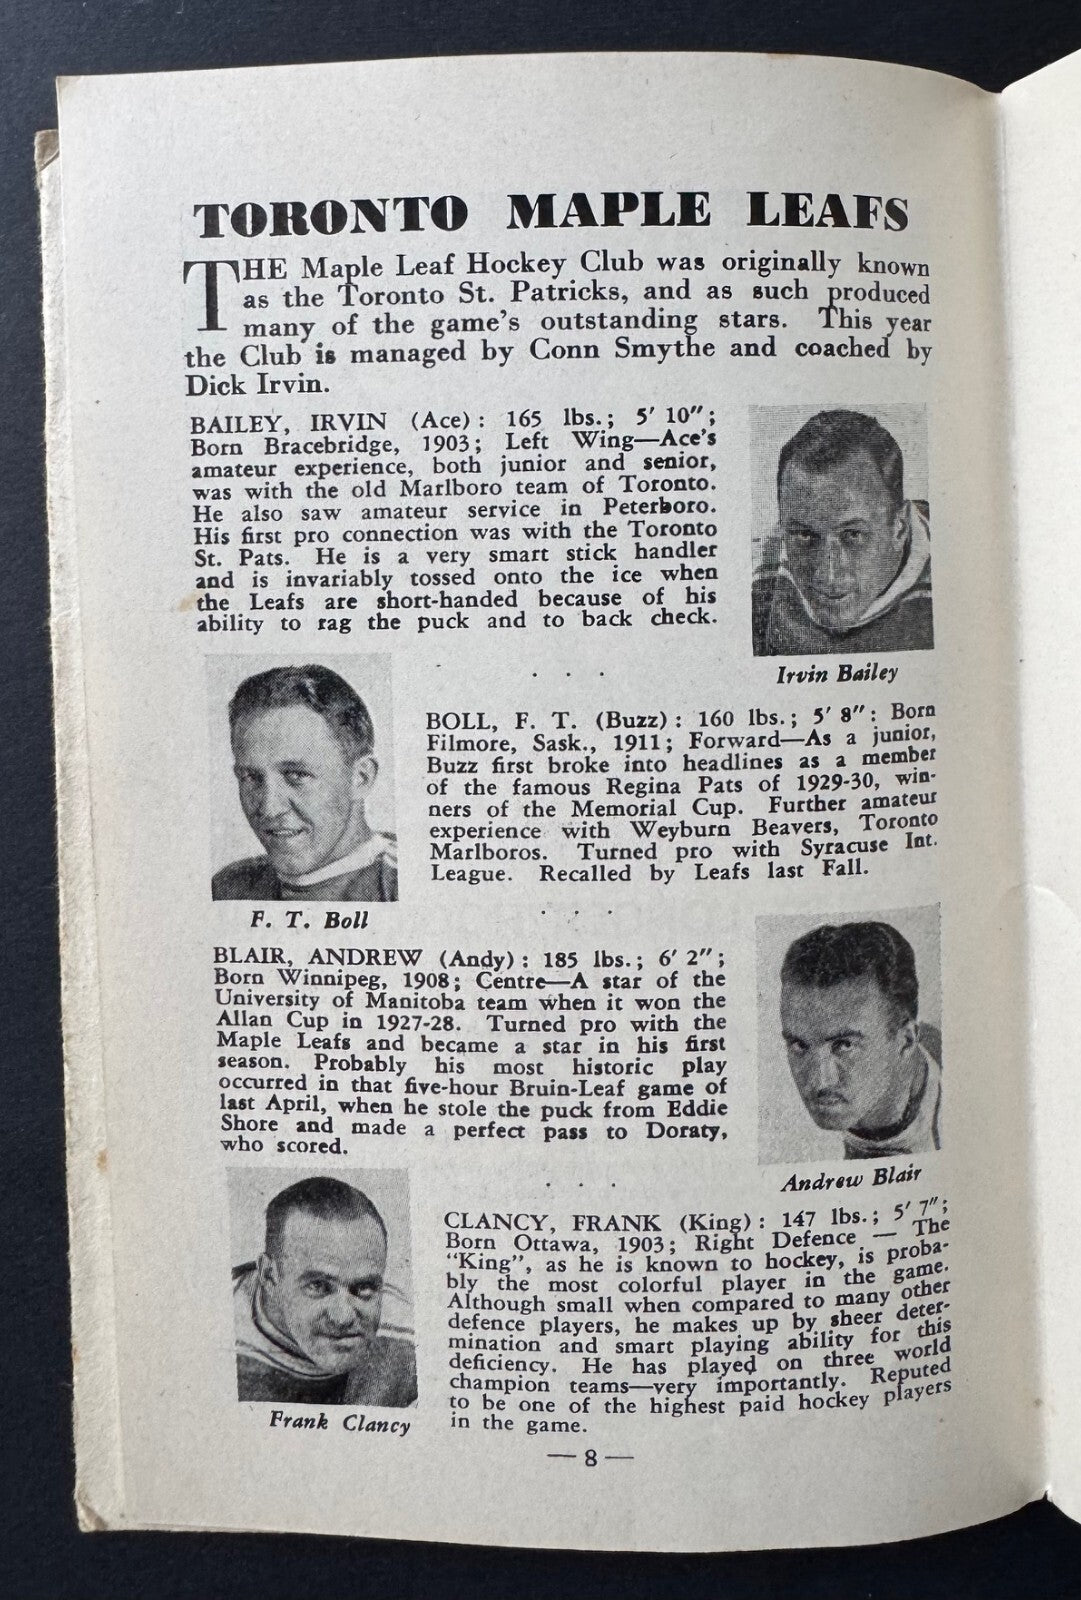 TORONTO MAPLE LEAFS
THE Maple Leaf Hockey Club was originally known
as the Toronto St. Patricks, and as such produced
many of the game's outstanding stars. This year
the Club is managed by Conn Smythe and coached by
Dick Irvin.
BAILEY, IRVIN (Ace): 165 lbs.; 5' 10";
Born Bracebridge, 1903; Left Wing—Ace's
amateur experience, both junior and senior,
was with the old Marlboro team of Toronto.
He also saw amateur service in Peterboro.
His first pro connection was with the Toronto
St. Pats. He is a very smart stick handler
and is invariably tossed onto the ice when
the Leafs are short-handed because of his
ability to rag the puck and to back check.
Irvin Bailey
. . .
BOLL, F. T. (Buzz): 160 lbs.; 5' 8": Born
Filmore, Sask., 1911; Forward—As a junior,
Buzz first broke into headlines as a member
of the famous Regina Pats of 1929-30, win-
ners of the Memorial Cup. Further amateur
experience with Weyburn Beavers, Toronto
Marlboros. Turned pro with Syracuse Int.
League. Recalled by Leafs last Fall.
F. T. Boll
. . .
BLAIR, ANDREW (Andy): 185 lbs.; 6' 2";
Born Winnipeg, 1908; Centre—A star of the
University of Manitoba team when it won the
Allan Cup in 1927-28. Turned pro with the
Maple Leafs and became a star in his first
season. Probably his most historic play
occurred in that five-hour Bruin-Leaf game of
last April, when he stole the puck from Eddie
Shore and made a perfect pass to Doraty,
who scored.
Andrew Blair
. . .
CLANCY, FRANK (King): 147 lbs.; 5' 7";
Born Ottawa, 1903; Right Defence — The
"King", as he is known to hockey, is proba-
bly the most colorful player in the game.
Although small when compared to many other
defence players, he makes up by sheer deter-
mination and smart playing ability for this
deficiency. He has played on three world
champion teams—very importantly. Reputed
to be one of the highest paid hockey players
in the game.
Frank Clancy
— 8 —